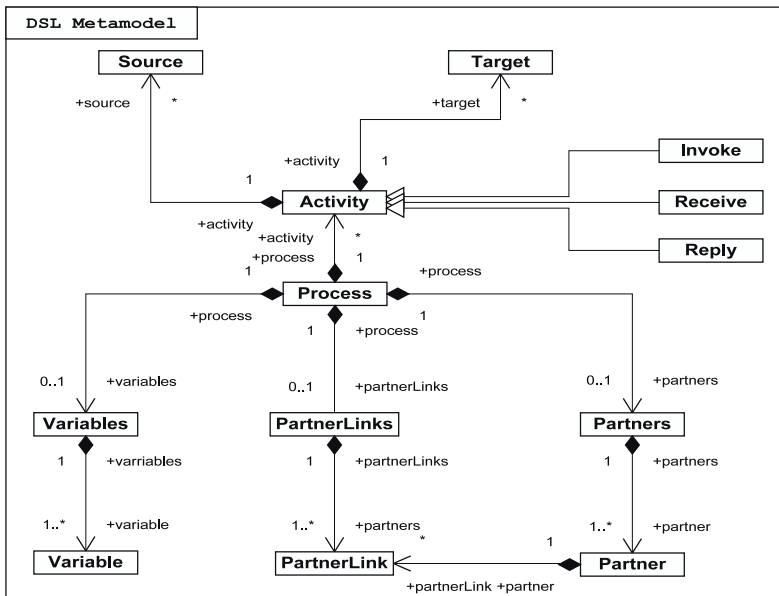 DSL Metamodel
Source
Target
+source
*
+target
*
+activity
1
Invoke
1
Activity
Receive
+activity
+activity
*
Reply
+process
1
+process
1
Process
+process
1
+process
1
0..1
+variables
0..1
+partnerLinks
0..1
+partners
Variables
PartnerLinks
Partners
1
+varriables
1
+partnerLinks
1
+partners
1..*
+variable
1..*
+partners
*
1
1..*
+partner
Variable
PartnerLink
Partner
+partnerLink +partner